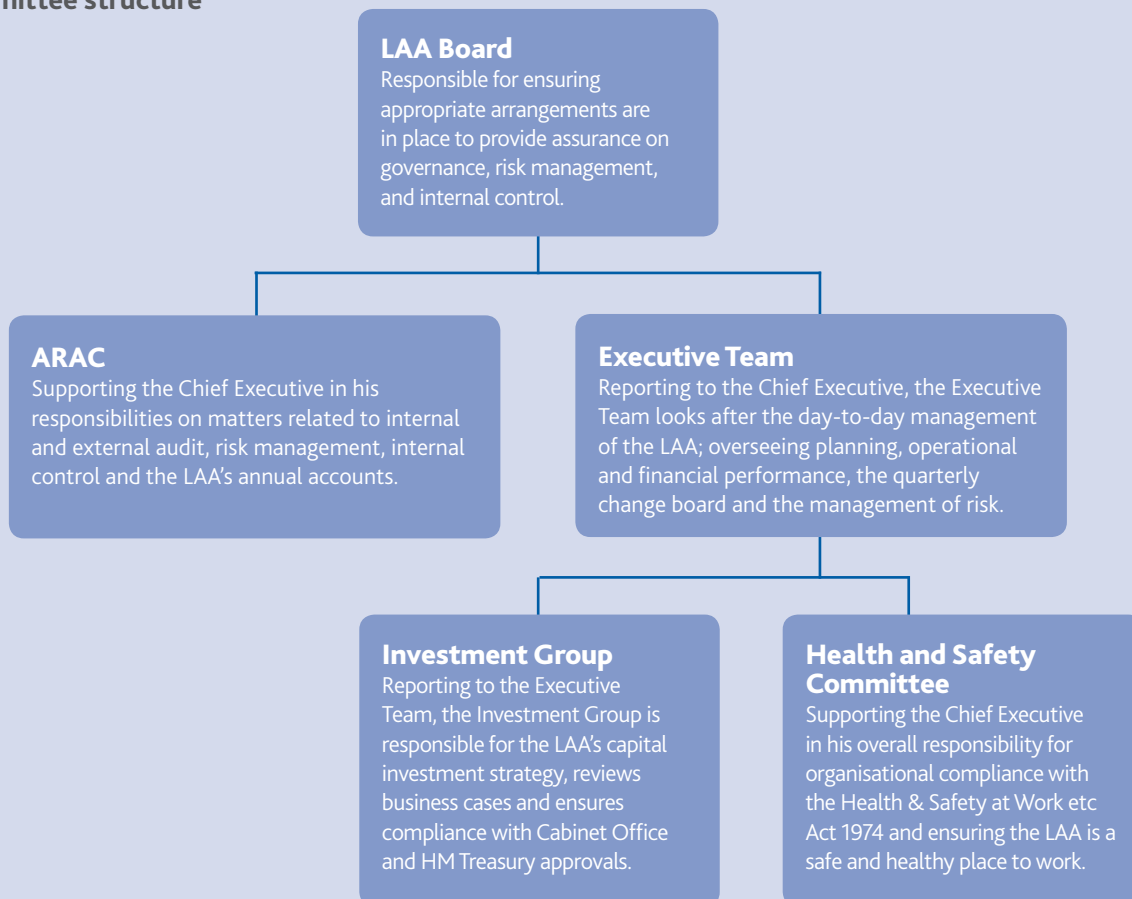 mittee structure
LAA Board
Responsible for ensuring
appropriate arrangements are
in place to provide assurance on
governance, risk management,
and internal control.
ARAC
Supporting the Chief Executive in his
responsibilities on matters related to internal
and external audit, risk management, internal
control and the LAA's annual accounts.
Executive Team
Reporting to the Chief Executive, the Executive
Team looks after the day-to-day management
of the LAA; overseeing planning, operational
and financial performance, the quarterly
change board and the management of risk.
Investment Group
Reporting to the Executive
Team, the Investment Group is
responsible for the LAA's capital
investment strategy, reviews
business cases and ensures
compliance with Cabinet Office
and HM Treasury approvals.
Health and Safety
Committee
Supporting the Chief Executive
in his overall responsibility for
organisational compliance with
the Health & Safety at Work etc
Act 1974 and ensuring the LAA is a
safe and healthy place to work.